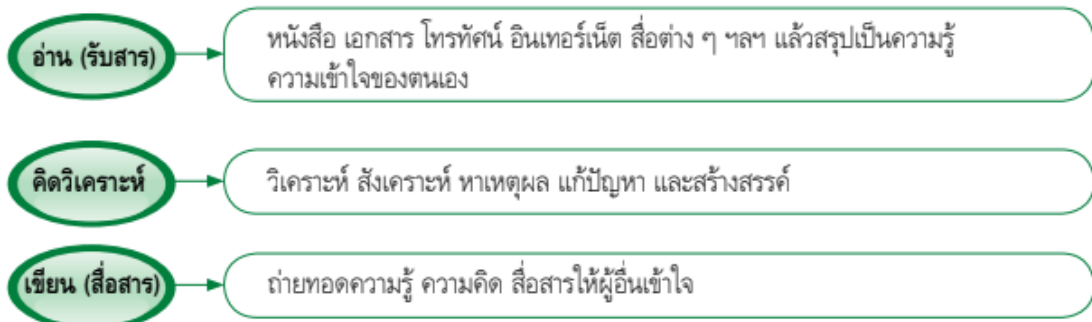 อ่าน (รับสาร)
หนังสือ เอกสาร โทรทัศน์ อินเทอร์เน็ต สื่อต่าง ๆ ฯลฯ แล้วสรุปเป็นความรู้
ความเข้าใจของตนเอง
คิดวิเคราะห์
วิเคราะห์ สังเคราะห์ หาเหตุผล แก้ปัญหา และสร้างสรรค์
เขียน (สื่อสาร)
ถ่ายทอดความรู้ ความคิด สื่อสารให้ผู้อื่นเข้าใจ